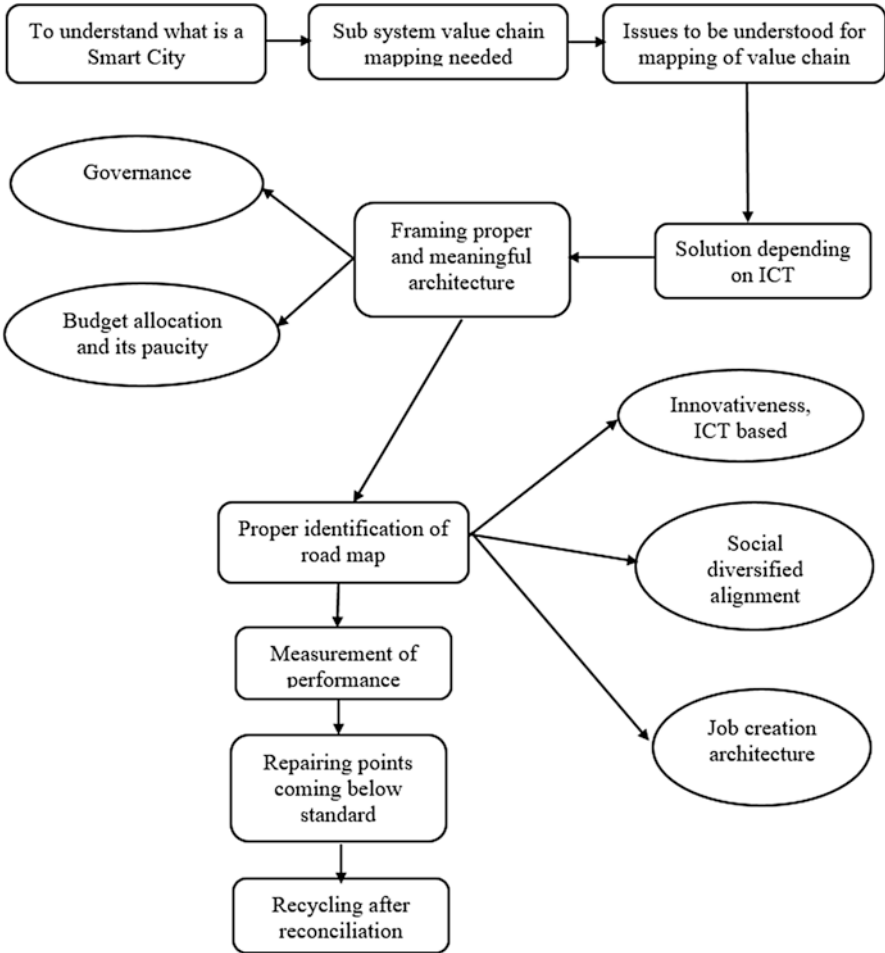 To understand what is a
Smart City
Sub system value chain
mapping needed
Issues to be understood for
mapping of value chain
Governance
Framing proper
and meaningful
architecture
Solution depending
on ICT
Budget allocation
and its paucity
Innovativeness,
ICT based
Proper identification of
road map
Social
diversified
alignment
Measurement of
performance
Job creation
architecture
Repairing points
coming below
standard
Recycling after
reconciliation